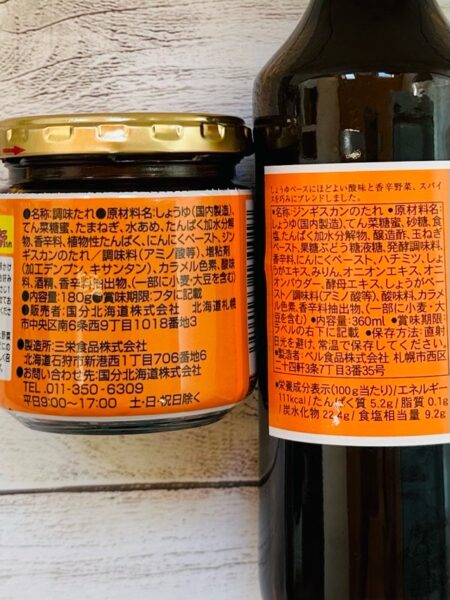 ●名称:調味たれ ●原材料名:しょうゆ(国内製造)、
てん菜糖蜜、たまねぎ、水あめ、たんぱく加水分解
物、香辛料、植物性たんぱく、にんにくペースト、ジン
ギスカンのたれ/調味料(アミノ酸等)、増粘剤
(加工デンプン、キサンタン)、カラメル色素、酸味
料、酒精、香辛料抽出物、(一部に小麦・大豆を含む)
●内容量:180g ●賞味期限:フタに記載
●販売者:国分北海道株式会社 北海道札幌
市中央区南6条西9丁目1018番地3
●製造所:三栄食品株式会社
北海道石狩市新港西1丁目706番地6
●お問い合わせ先:国分北海道株式会社
TEL.011-350-6309
平日9:00〜17:00 土・日・祝日除く
しょうゆベースにほどよい酸味と香辛野菜、スパイ
スを巧みにブレンドしました。
●名称:ジンギスカンのたれ ●原材料名:
しょうゆ(国内製造)、てん菜糖蜜、砂糖、食
塩、たんぱく加水分解物、醸造酢、玉ねぎペー
スト、果糖ぶどう糖液糖、発酵調味料、
香辛料、にんにくペースト、ハチミツ、しょう
がエキス、みりん、オニオンエキス、オニ
オンパウダー、酵母エキス、しょうがペー
スト/調味料(アミノ酸等)、酸味料、カラメ
ル色素、香辛料抽出物、(一部に小麦・大
豆を含む) ●内容量:360ml ●賞味期限:
ラベルの右下に記載 ●保存方法:直射
日光を避け、常温で保存してください。
●製造者:ベル食品株式会社 札幌市西区
二十四軒3条7丁目3番35号
●栄養成分表示(100g当たり)/エネルギー
111kcal/たんぱく質 5.2g/脂質 0.1g
/炭水化物 22.4g/食塩相当量 9.2g